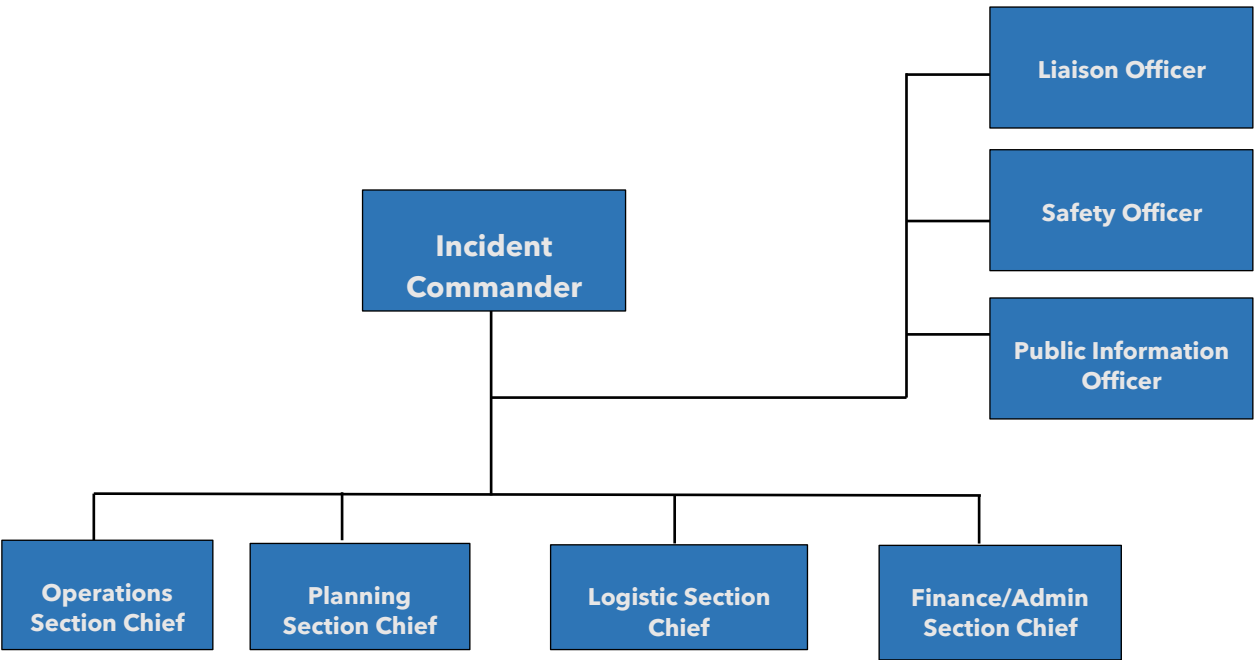 Liaison Officer
Safety Officer
Incident
Commander
Public Information
Officer
Operations
Section Chief
Planning
Section Chief
Logistic Section
Chief
Finance/Admin
Section Chief